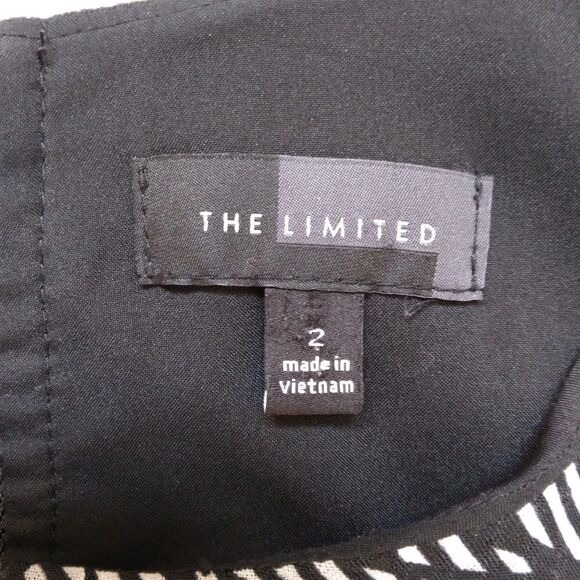 THE LIMITED
2
made in
vietnam